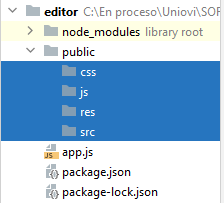 editor C:\En proceso\Uniovi\SOF
node_modules library root
public
css
js
res
src
app.js
package.json
package-lock.json